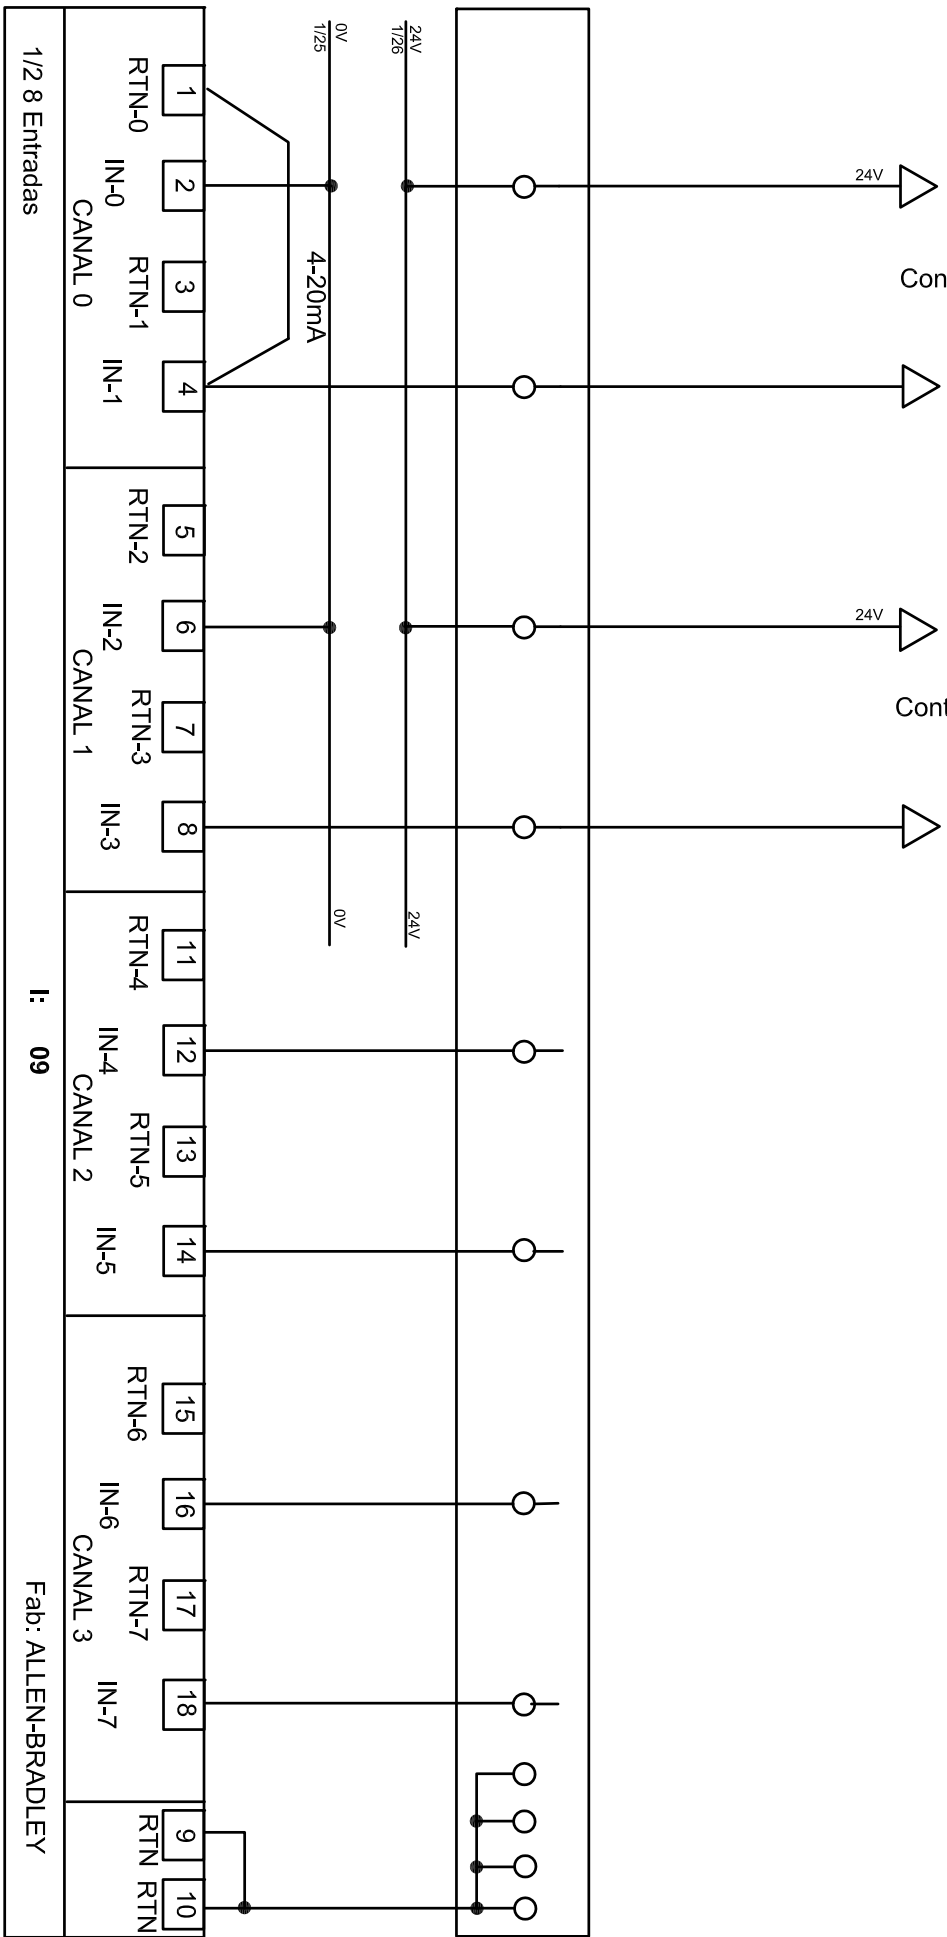 0V
1/25
24V
1/26
24V
Con
4-20mA
24V
Cont
0V
24V
1
RTN-0
2
IN-0
CANAL 0
3
RTN-1
4
IN-1
5
RTN-2
6
IN-2
CANAL 1
7
RTN-3
8
IN-3
11
RTN-4
12
IN-4
CANAL 2
13
RTN-5
14
IN-5
15
RTN-6
16
IN-6
CANAL 3
17
RTN-7
18
IN-7
9
RTN
10
RTN
1/2 8 Entradas
I: 09
Fab: ALLEN-BRADLEY